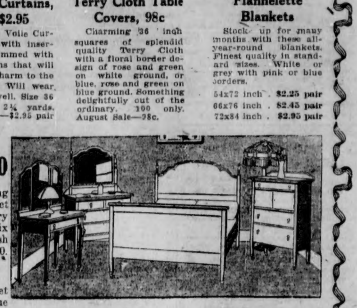 Curtains,
$2.95
Voile Cur-
with inser-
mmed with
ns that will
harm to the
Will wear
well. Size 36
2¼ yards.
—$2.95 pair
Terry Cloth Table
Covers, 98c
Charming 36 inch
squares of splendid
quality Terry Cloth
with a floral border de-
sign of rose and green
on white ground, or
blue, rose and green on
blue ground. Something
delightfully out of the
ordinary. 100 only.
August Sale—98c.
Flannelette
Blankets
Stock up for many
months with these all-
year-round blankets.
Finest quality in stand-
ard sizes. White or
grey with pink or blue
borders.
54x72 inch . $2.25 pair
66x76 inch . $2.45 pair
72x84 inch . $2.95 pair